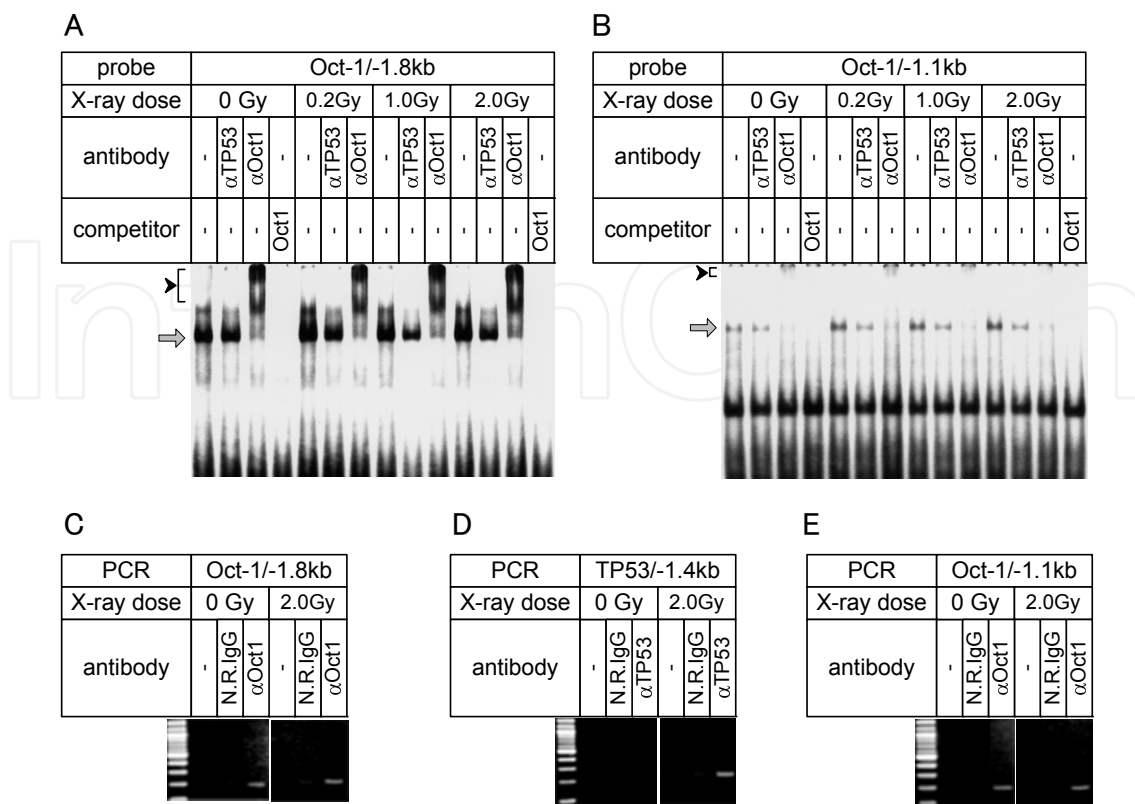 A
probe Oct-1/-1.8kb
X-ray dose 0 Gy 0.2Gy 1.0Gy 2.0Gy
antibody - αTP53 αOct1 - - αTP53 αOct1 - αTP53 αOct1 - αTP53 αOct1 -
competitor - - - Oct1 - - - - - - - - - Oct1
B
probe Oct-1/-1.1kb
X-ray dose 0 Gy 0.2Gy 1.0Gy 2.0Gy
antibody - αTP53 αOct1 - - αTP53 αOct1 - αTP53 αOct1 - αTP53 αOct1 -
competitor - - - Oct1 - - - - - - - - - Oct1
C
PCR Oct-1/-1.8kb
X-ray dose 0 Gy 2.0Gy
antibody - N.R.IgG αOct1 - N.R.IgG αOct1
D
PCR TP53/-1.4kb
X-ray dose 0 Gy 2.0Gy
antibody - N.R.IgG αTP53 - N.R.IgG αTP53
E
PCR Oct-1/-1.1kb
X-ray dose 0 Gy 2.0Gy
antibody - N.R.IgG αOct1 - N.R.IgG αOct1